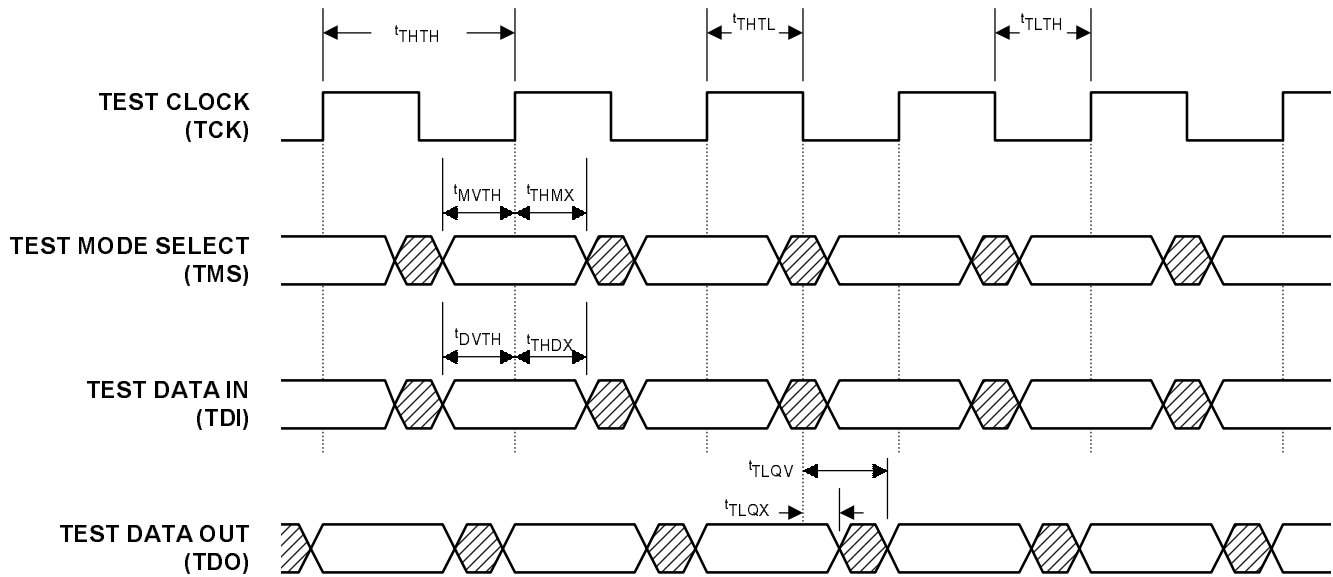 tTHTH
tTHTL
tTLTH
TEST CLOCK
(TCK)
tMVTH
tTHMX
TEST MODE SELECT
(TMS)
tDVTH
tTHDX
TEST DATA IN
(TDI)
tTLQV
tTLQX
TEST DATA OUT
(TDO)